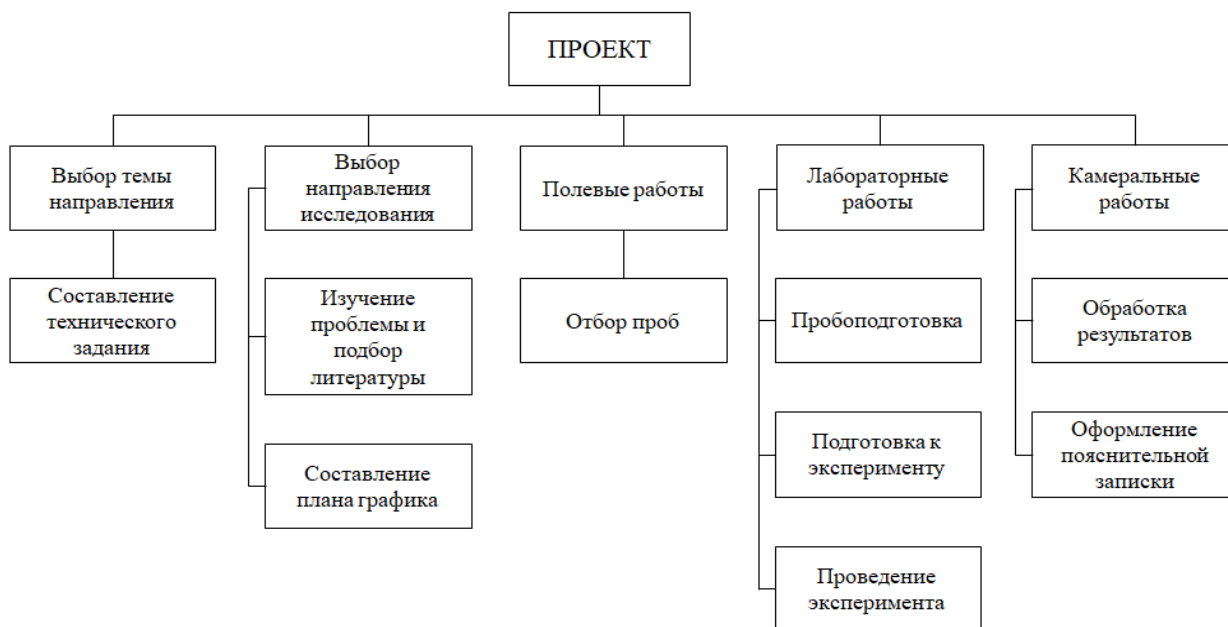 ПРОЕКТ
Выбор темы
направления
Составление
технического
задания
Выбор
направления
исследования
Изучение
проблемы и
подбор
литературы
Составление
плана графика
Полевые работы
Отбор проб
Лабораторные
работы
Пробоподготовка
Подготовка к
эксперименту
Проведение
эксперимента
Камеральные
работы
Обработка
результатов
Оформление
пояснительной
записки